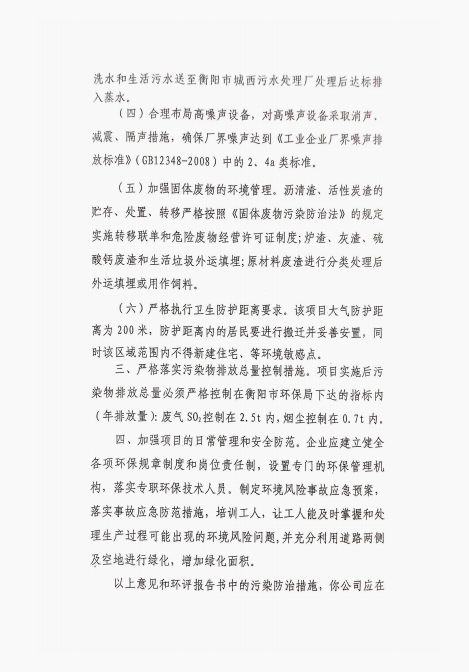 洗水和生活污水送至衡阳市城西污水处理厂处理后达标排
入蒸水。
（四）合理布局高噪声设备，对高噪声设备采取消声、
减震、隔声措施，确保厂界噪声达到《工业企业厂界噪声排
放标准》（GB12348-2008）中的2、4a类标准。
（五）加强固体废物的环境管理。沥清渣、活性炭渣的
贮存、处置、转移严格按照《固体废物污染防治法》的规定
实施转移联单和危险废物经营许可证制度；炉渣、灰渣、硫
酸钙废渣和生活垃圾外运填埋；原材料废渣进行分类处理后
外运填埋或用作饲料。
（六）严格执行卫生防护距离要求。该项目大气防护距
离为200米，防护距离内的居民要进行搬迁并妥善安置，同
时该区域范围内不得新建住宅、等环境敏感点。
三、严格落实污染物排放总量控制措施。项目实施后污
染物排放总量必须严格控制在衡阳市环保局下达的指标内
（年排放量）：废气SO₂控制在2.5t内，烟尘控制在0.7t内。
四、加强项目的日常管理和安全防范。企业应建立健全
各项环保规章制度和岗位责任制，设置专门的环保管理机
构，落实专职环保技术人员。制定环境风险事故应急预案，
落实事故应急防范措施，培训工人，让工人能及时掌握和处
理生产过程可能出现的环境风险问题，并充分利用道路两侧
及空地进行绿化，增加绿化面积。
以上意见和环评报告书中的污染防治措施，你公司应在